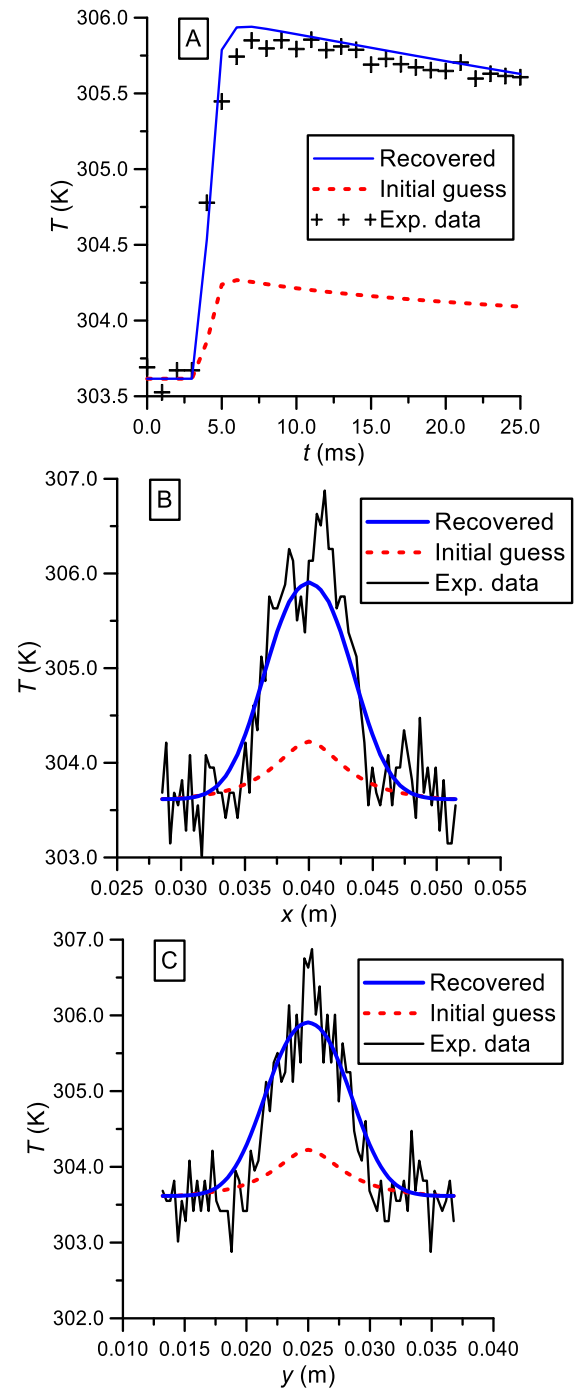 306.0
A
305.5
305.0
304.5
304.0
303.5
T (K)
Recovered
Initial guess
Exp. data
0.0 5.0 10.0 15.0 20.0 25.0
t (ms)
307.0
B
306.0
305.0
304.0
303.0
T (K)
Recovered
Initial guess
Exp. data
0.025 0.030 0.035 0.040 0.045 0.050 0.055
x (m)
307.0
C
306.0
305.0
304.0
303.0
302.0
T (K)
Recovered
Initial guess
Exp. data
0.010 0.015 0.020 0.025 0.030 0.035 0.040
y (m)